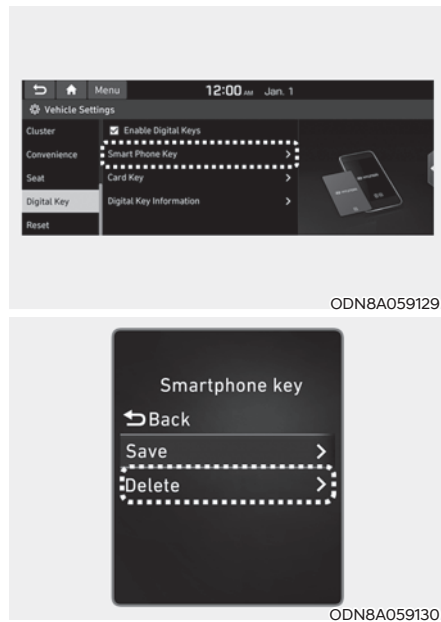 Menu 12:00 AM Jan. 1
Vehicle Settings
Cluster
Enable Digital Keys
Convenience
Smart Phone Key
Seat
Card Key
Digital Key
Digital Key Information
Reset
ODN8A059129
Smartphone key
Back
Save
Delete
ODN8A059130